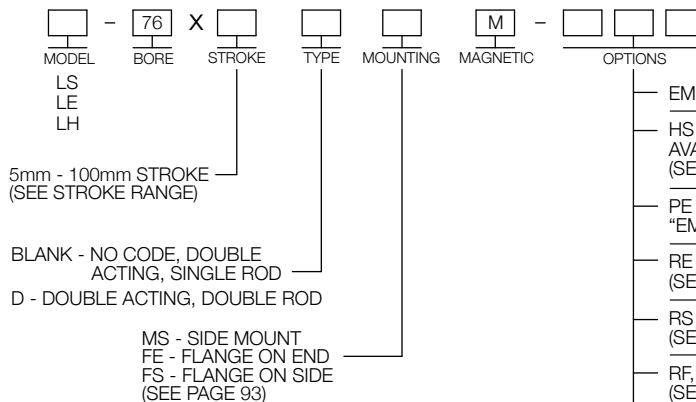 – 76 X M –
MODEL BORE STROKE TYPE MOUNTING MAGNETIC OPTIONS
LS
LE
LH
5mm - 100mm STROKE
(SEE STROKE RANGE)
BLANK - NO CODE, DOUBLE
ACTING, SINGLE ROD
D - DOUBLE ACTING, DOUBLE ROD
MS - SIDE MOUNT
FE - FLANGE ON END
FS - FLANGE ON SIDE
(SEE PAGE 93)
EM
HS
AVA
(SE
PE
“EM
RE
(SE
RS
(SE
RF,
(SE